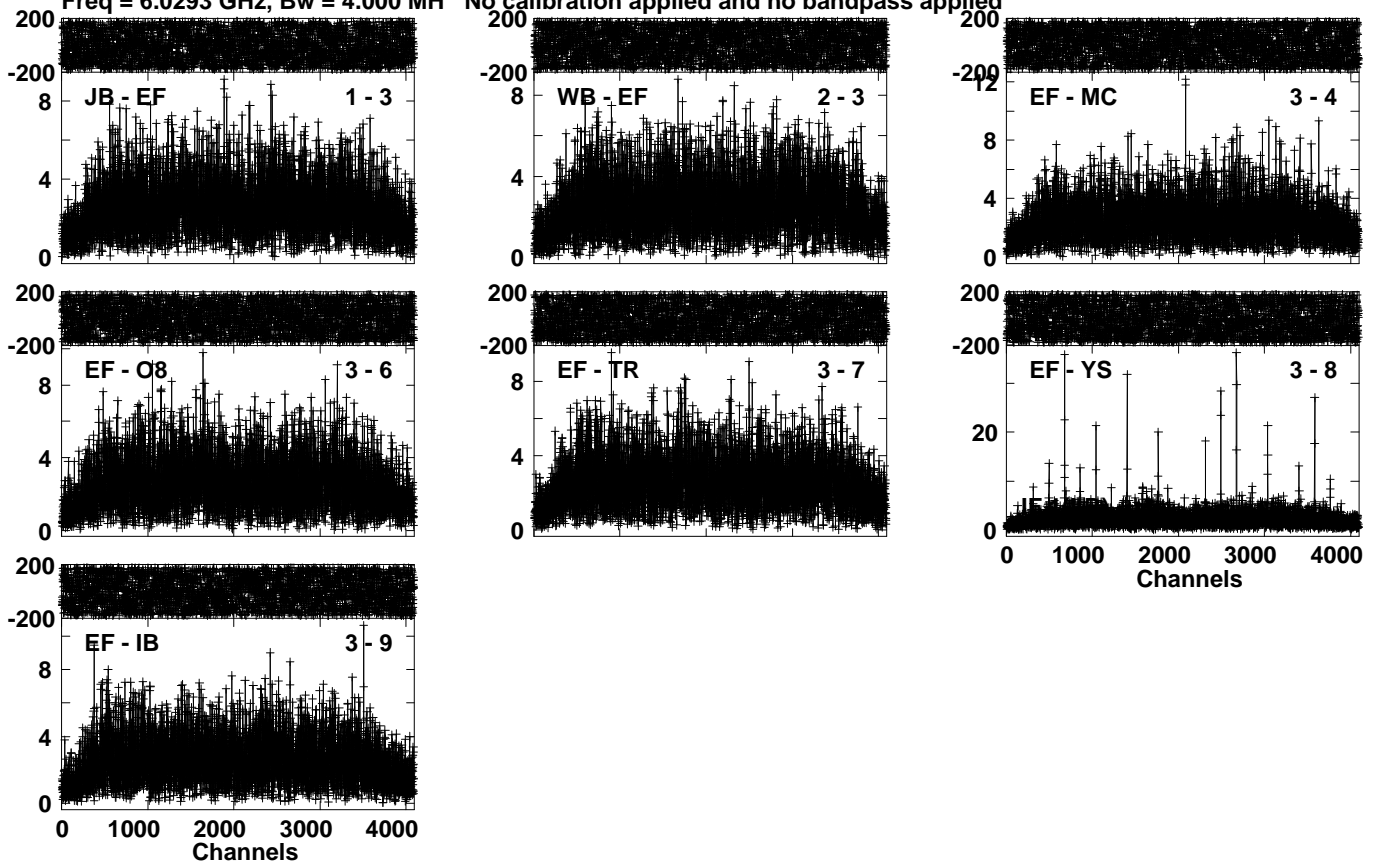 Freq = 6.0293 GHz, Bw = 4.000 MH No calibration applied and no bandpass applied
200 200 200
-200 -200 -200
JB - EF 1 - 3 WB - EF 2 - 3 EF - MC 3 - 4
12
8 8 8
4 4 4
0 0 0
200 200 200
-200 -200 -200
EF - O8 3 - 6 EF - TR 3 - 7 EF - YS 3 - 8
8 8 20
4 4
0 0 0
0 1000 2000 3000 4000
Channels
200
-200
EF - IB 3 - 9
8
4
0
0 1000 2000 3000 4000
Channels